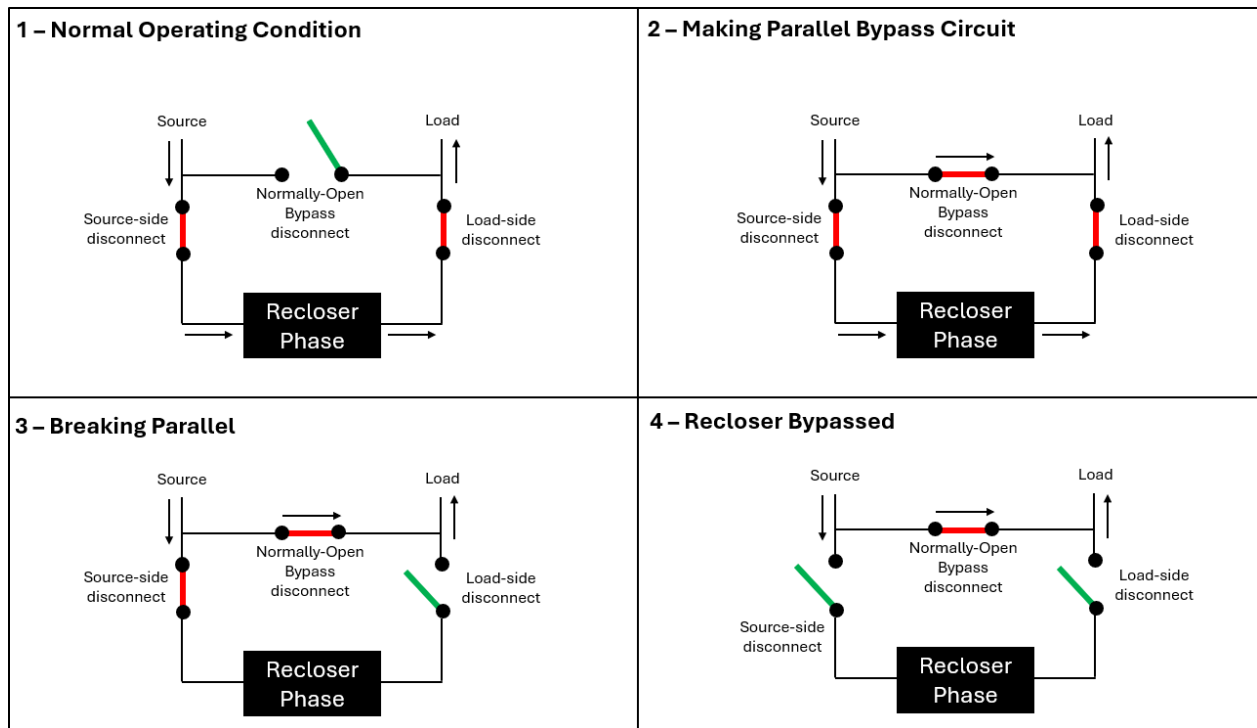 1 – Normal Operating Condition
Source
Load
Normally-Open
Bypass
disconnect
Source-side
disconnect
Load-side
disconnect
Recloser
Phase
2 – Making Parallel Bypass Circuit
Source
Load
Normally-Open
Bypass
disconnect
Source-side
disconnect
Load-side
disconnect
Recloser
Phase
3 – Breaking Parallel
Source
Load
Normally-Open
Bypass
disconnect
Source-side
disconnect
Load-side
disconnect
Recloser
Phase
4 – Recloser Bypassed
Source
Load
Normally-Open
Bypass
disconnect
Load-side
disconnect
Source-side
disconnect
Recloser
Phase